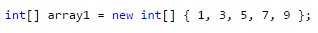 int[] array1 = new int[] { 1, 3, 5, 7, 9 };